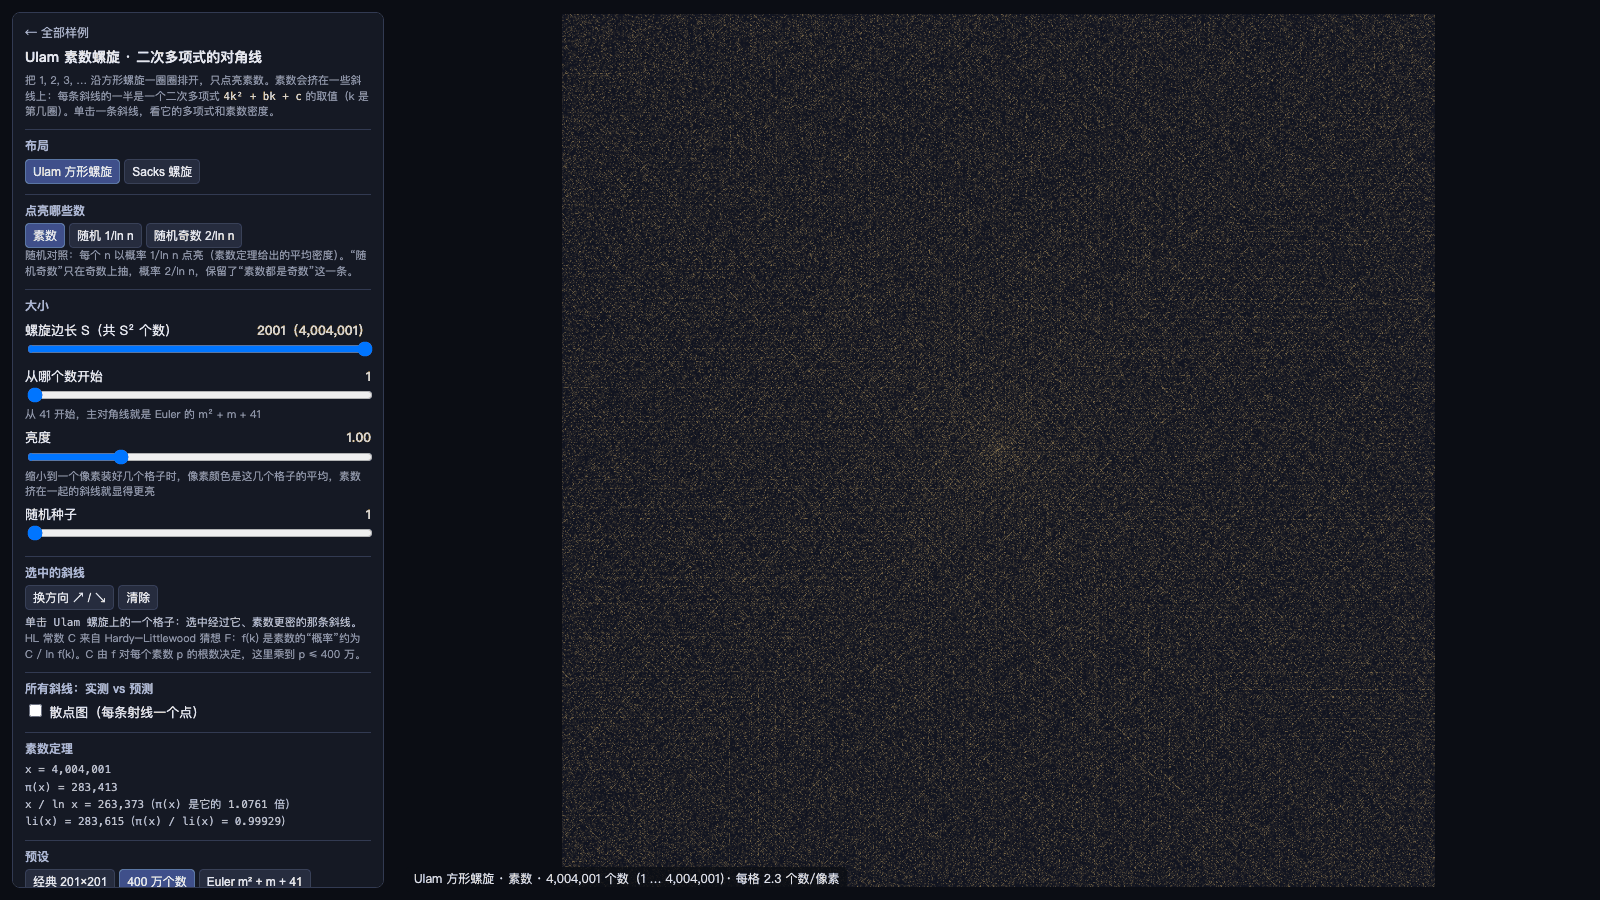 ← 全部样例
Ulam 素数螺旋 · 二次多项式的对角线
把 1, 2, 3, … 沿方形螺旋一圈圈排开，只点亮素数。素数会挤在一些斜
线上：每条斜线的一半是一个二次多项式 4k² + bk + c 的取值（k 是
第几圈）。单击一条斜线，看它的多项式和素数密度。
布局
Ulam 方形螺旋 Sacks 螺旋
点亮哪些数
素数 随机 1/ln n 随机奇数 2/ln n
随机对照：每个 n 以概率 1/ln n 点亮（素数定理给出的平均密度）。“随
机奇数”只在奇数上抽，概率 2/ln n，保留了“素数都是奇数”这一条。
大小
螺旋边长 S（共 S² 个数） 2001（4,004,001）
从哪个数开始 1
从 41 开始，主对角线就是 Euler 的 m² + m + 41
亮度 1.00
缩小到一个像素装好几个格子时，像素颜色是这几个格子的平均，素数
挤在一起的斜线就显得更亮
随机种子 1
选中的斜线
换方向 ↗ / ↘ 清除
单击 Ulam 螺旋上的一个格子：选中经过它、素数更密的那条斜线。
HL 常数 C 来自 Hardy–Littlewood 猜想 F：f(k) 是素数的“概率”约为
C / ln f(k)。C 由 f 对每个素数 p 的根数决定，这里乘到 p ≤ 400 万。
所有斜线：实测 vs 预测
散点图（每条射线一个点）
素数定理
x = 4,004,001
π(x) = 283,413
x / ln x = 263,373（π(x) 是它的 1.0761 倍）
li(x) = 283,615（π(x) / li(x) = 0.99929）
预设
经典 201×201 400 万个数 Euler m² + m + 41
Ulam 方形螺旋 · 素数 · 4,004,001 个数（1 … 4,004,001）· 每格 2.3 个数/像素